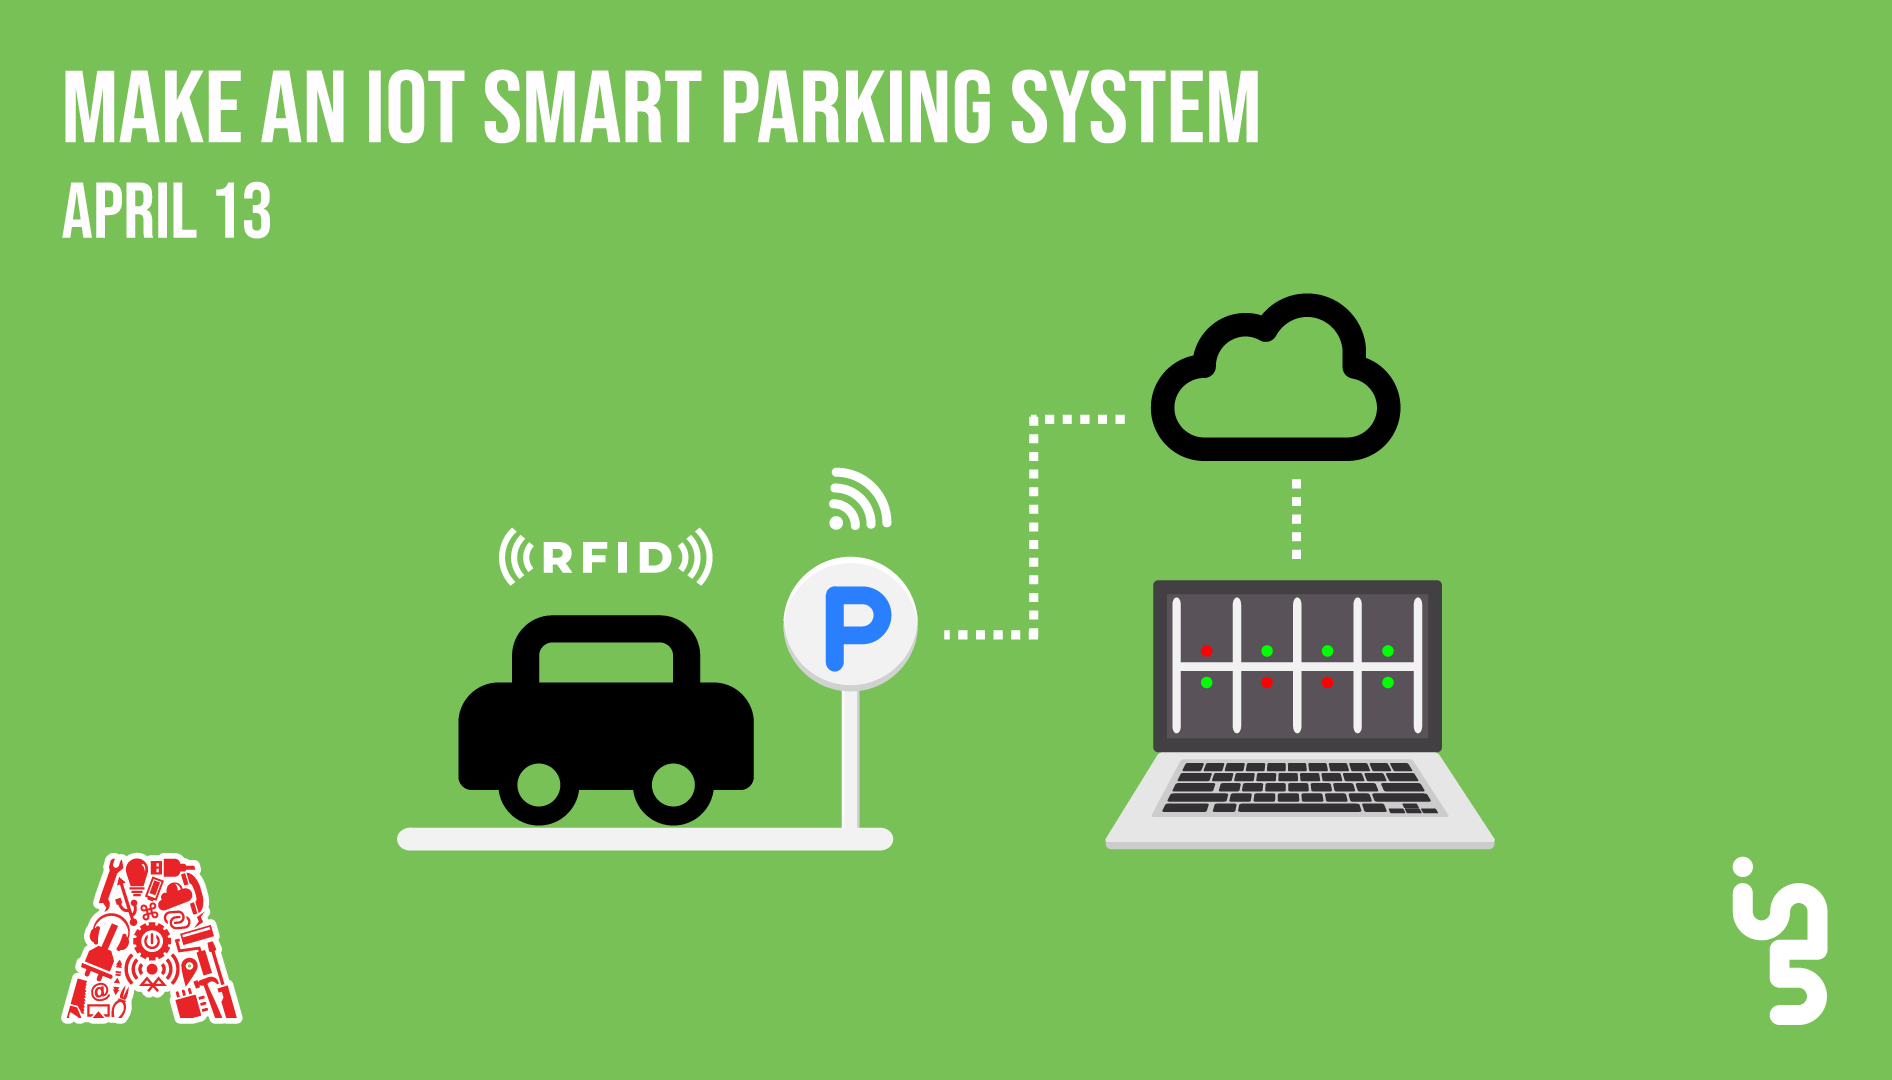 MAKE AN IOT SMART PARKING SYSTEM
APRIL 13
RFID
P
@